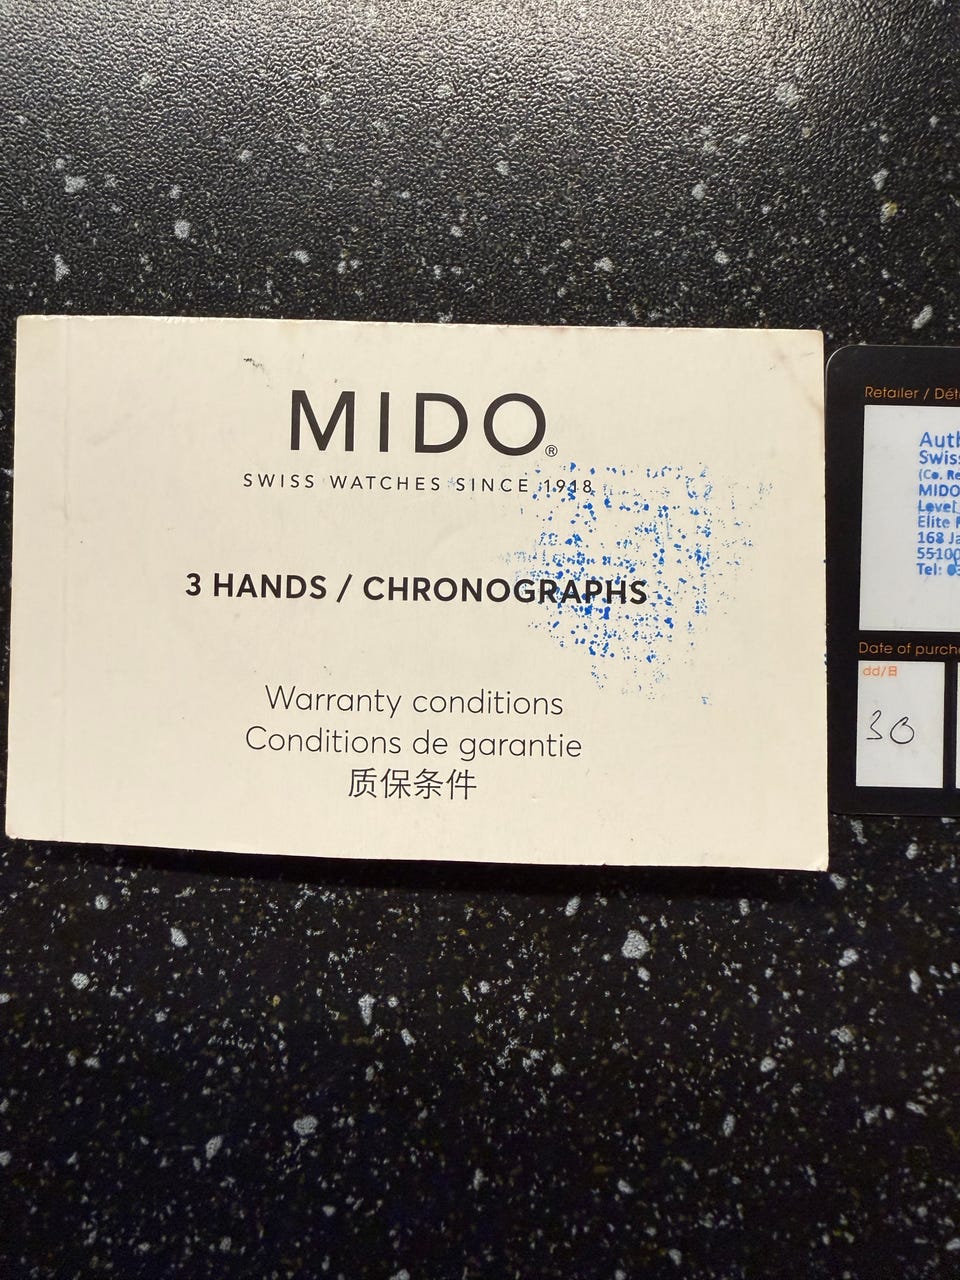 MIDO®
SWISS WATCHES SINCE 1918
3 HANDS / CHRONOGRAPHS
Warranty conditions
Conditions de garantie
质保条件
Retailer / Dét
Auth
Swiss
(Co. Re
MIDO
Level
Elite
168 Ja
55100
Tel:
Date of purch
dd/日
30